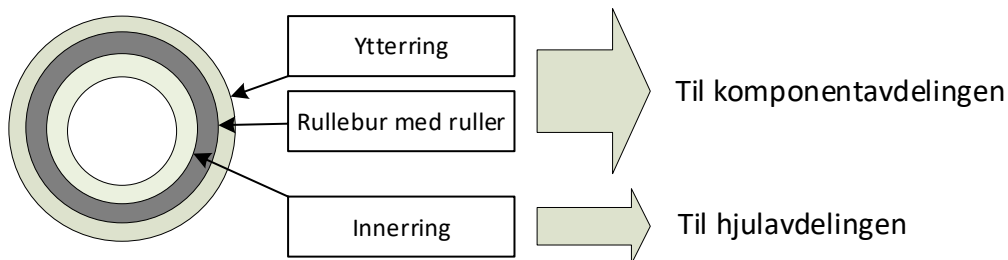 Ytterring
Til komponentavdelingen
Rullebur med ruller
Innerring
Til hjulavdelingen